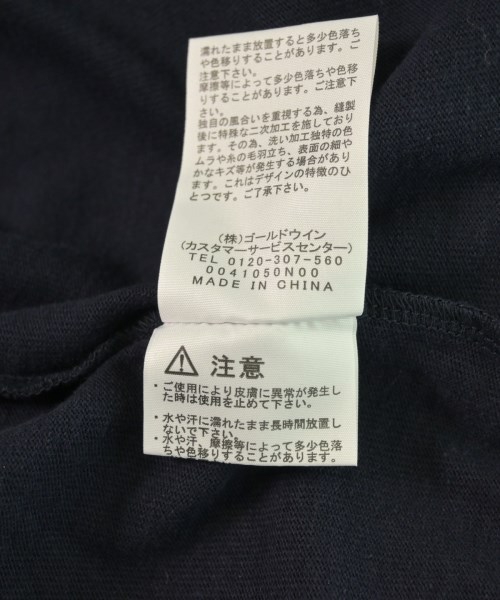 濡れたまま放置すると多少色落ち
や色移りすることがあります。ご
注意下さい。
摩擦等によって多少色落ちや色移
りすることがあります。ご注意下
さい。
独自の風合いを重視する為、縫製
後に特殊な二次加工を施しており
ます。その為、洗い加工独特の色
ムラや糸の毛羽立ち、表面の細や
かなキズ等が発生する場合があり
ます。これはデザインの特徴のひ
とつです。ご了承下さい。
(株)ゴールドウイン
(カスタマーサービスセンター)
TEL 0120-307-560
0041050N00
MADE IN CHINA
注意
・ご使用により皮膚に異常が発生し
た時は使用を止めて下さい。
・水や汗に濡れたまま長時間放置し
ないで下さい。
・水や汗、摩擦等によって多少色落
ちや色移りすることがあります。